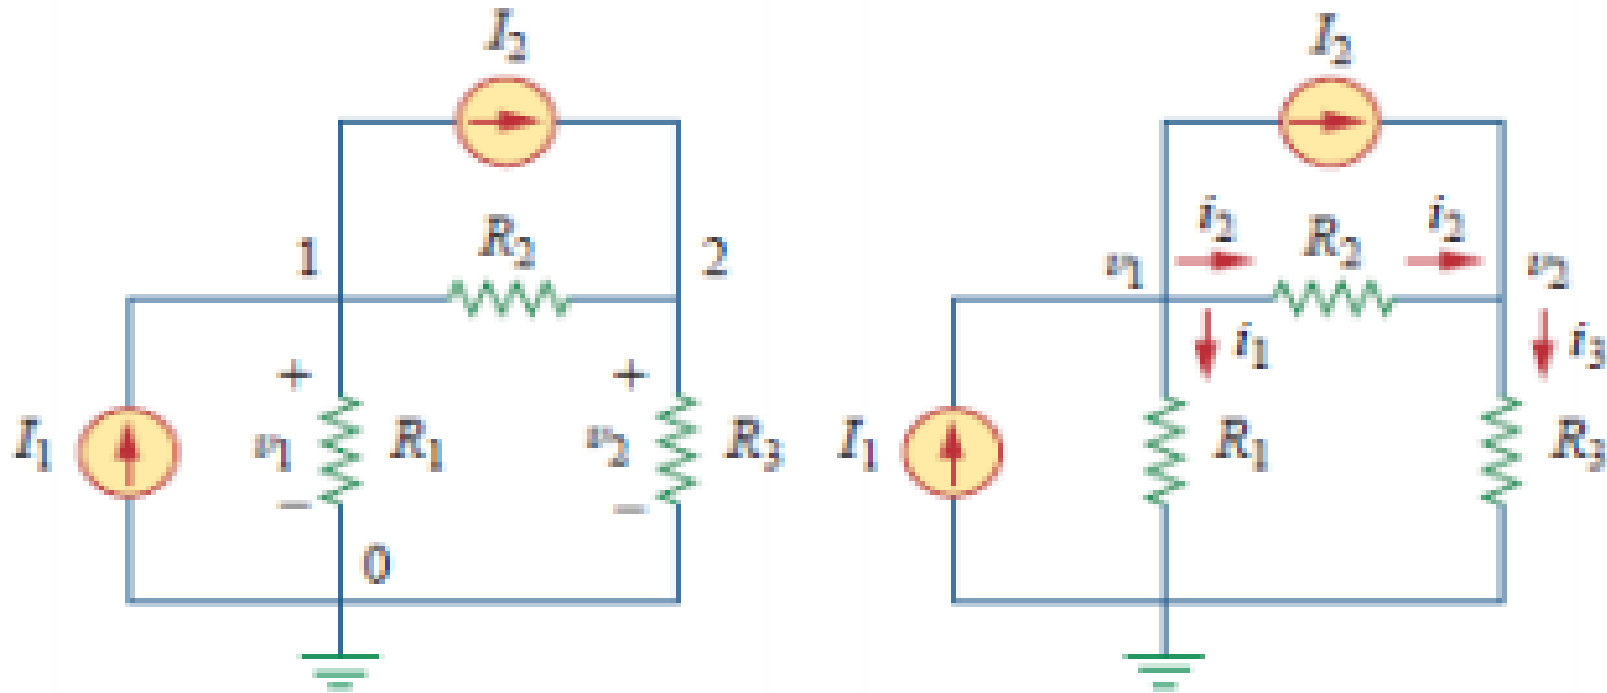 I₂
1
R₂
2
I₁
+
v₁
−
R₁
+
v₂
−
R₃
0
I₂
v₁
i₂
R₂
i₂
v₂
i₁
i₃
I₁
R₁
R₃